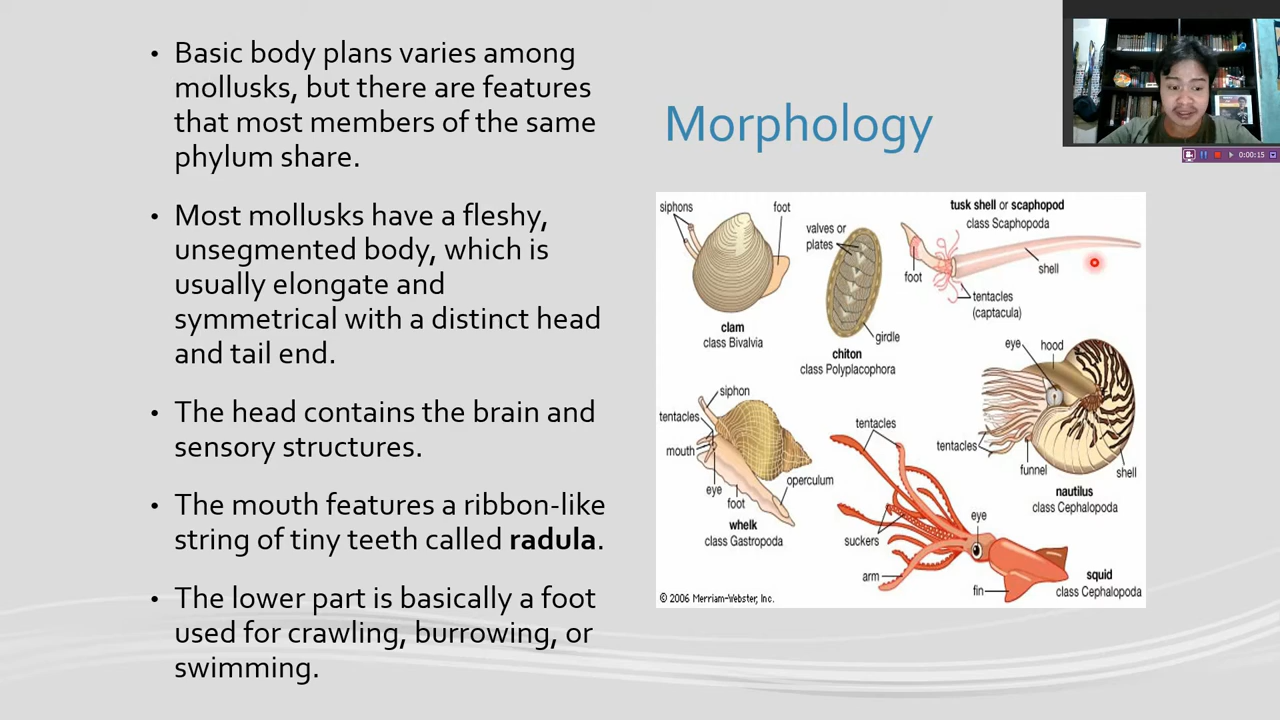 • Basic body plans varies among
mollusks, but there are features
that most members of the same
phylum share.
• Most mollusks have a fleshy,
unsegmented body, which is
usually elongate and
symmetrical with a distinct head
and tail end.
• The head contains the brain and
sensory structures.
• The mouth features a ribbon-like
string of tiny teeth called radula.
• The lower part is basically a foot
used for crawling, burrowing, or
swimming.
Morphology
siphons
foot
clam
class Bivalvia
valves or
plates
girdle
chiton
class Polyplacophora
tusk shell or scaphopod
class Scaphopoda
foot
shell
tentacles
(captacula)
siphon
tentacles
mouth
eye
foot
operculum
whelk
class Gastropoda
tentacles
suckers
arm
eye
fin
squid
class Cephalopoda
eye
hood
tentacles
funnel
shell
nautilus
class Cephalopoda
© 2006 Merriam-Webster, Inc.
0:00:15